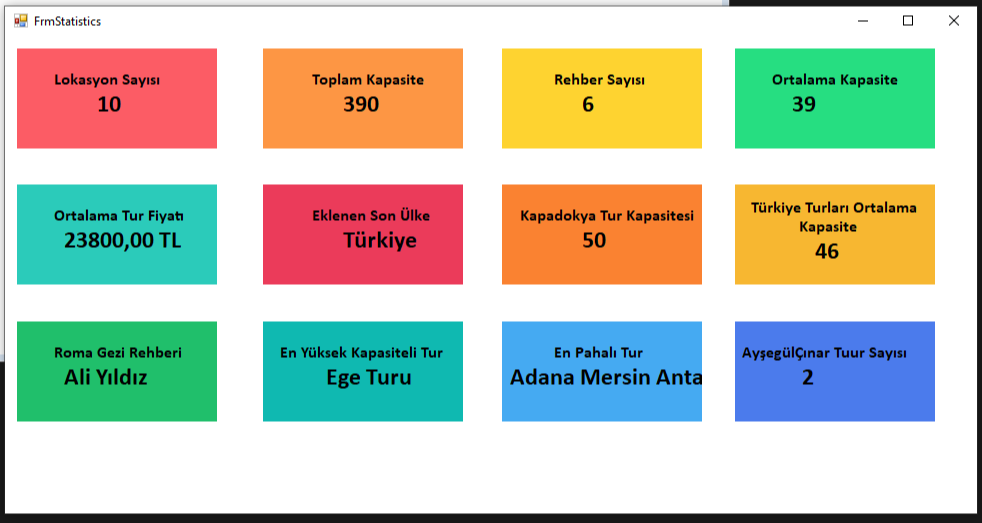 FrmStatistics
Lokasyon Sayısı
10
Toplam Kapasite
390
Rehber Sayısı
6
Ortalama Kapasite
39
Ortalama Tur Fiyatı
23800,00 TL
Eklenen Son Ülke
Türkiye
Kapadokya Tur Kapasitesi
50
Türkiye Turları Ortalama
Kapasite
46
Roma Gezi Rehberi
Ali Yıldız
En Yüksek Kapasiteli Tur
Ege Turu
En Pahalı Tur
Adana Mersin Anta
AyşegülÇınar Tuur Sayısı
2